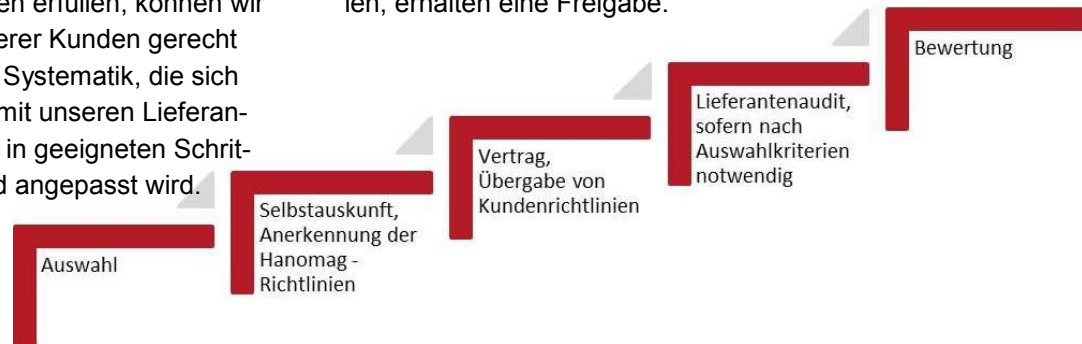 en erfüllen, können wir
erer Kunden gerecht
Systematik, die sich
mit unseren Lieferan-
in geeigneten Schrit-
d angepasst wird.
len, erhalten eine Freigabe.
Auswahl
Selbstauskunft,
Anerkennung der
Hanomag -
Richtlinien
Vertrag,
Übergabe von
Kundenrichtlinien
Lieferantenaudit,
sofern nach
Auswahlkriterien
notwendig
Bewertung